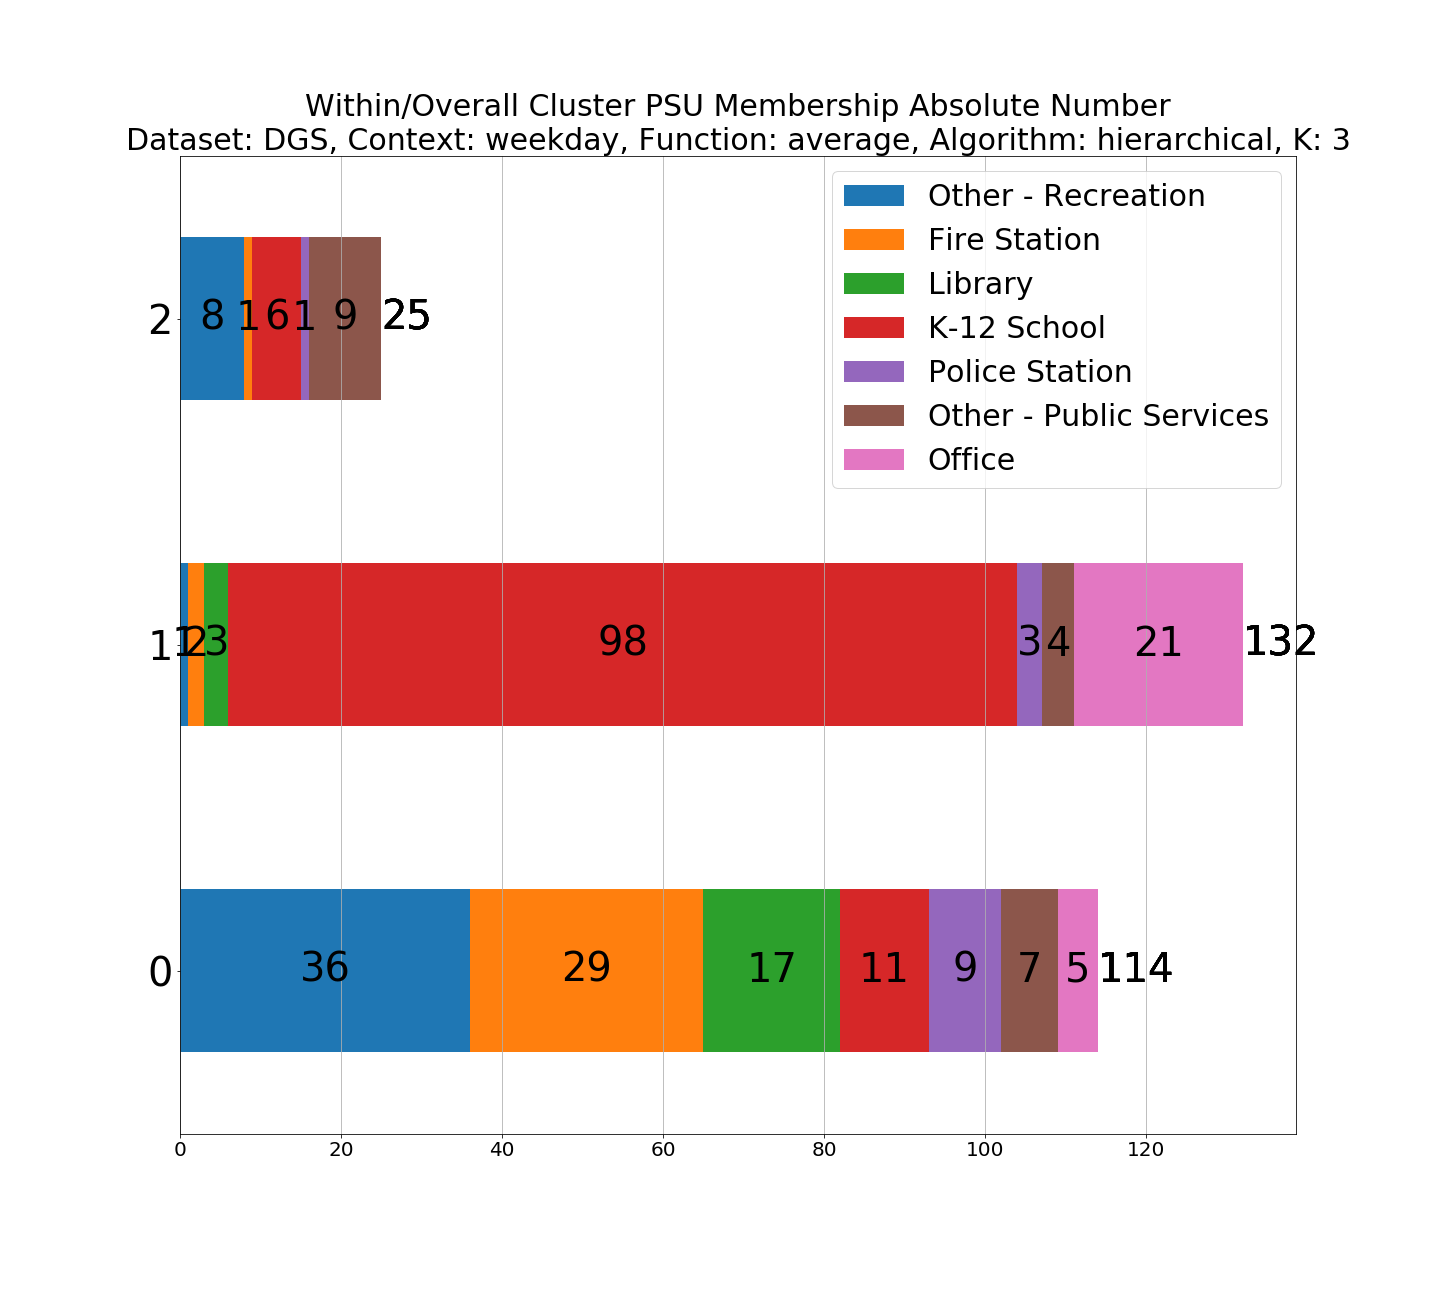 Within/Overall Cluster PSU Membership Absolute Number
Dataset: DGS, Context: weekday, Function: average, Algorithm: hierarchical, K: 3
Other - Recreation
Fire Station
Library
K-12 School
Police Station
Other - Public Services
Office
2 8 1 6 1 9 25
1 1 2 3 98 3 4 21 132
0 36 29 17 11 9 7 5 114
0 20 40 60 80 100 120